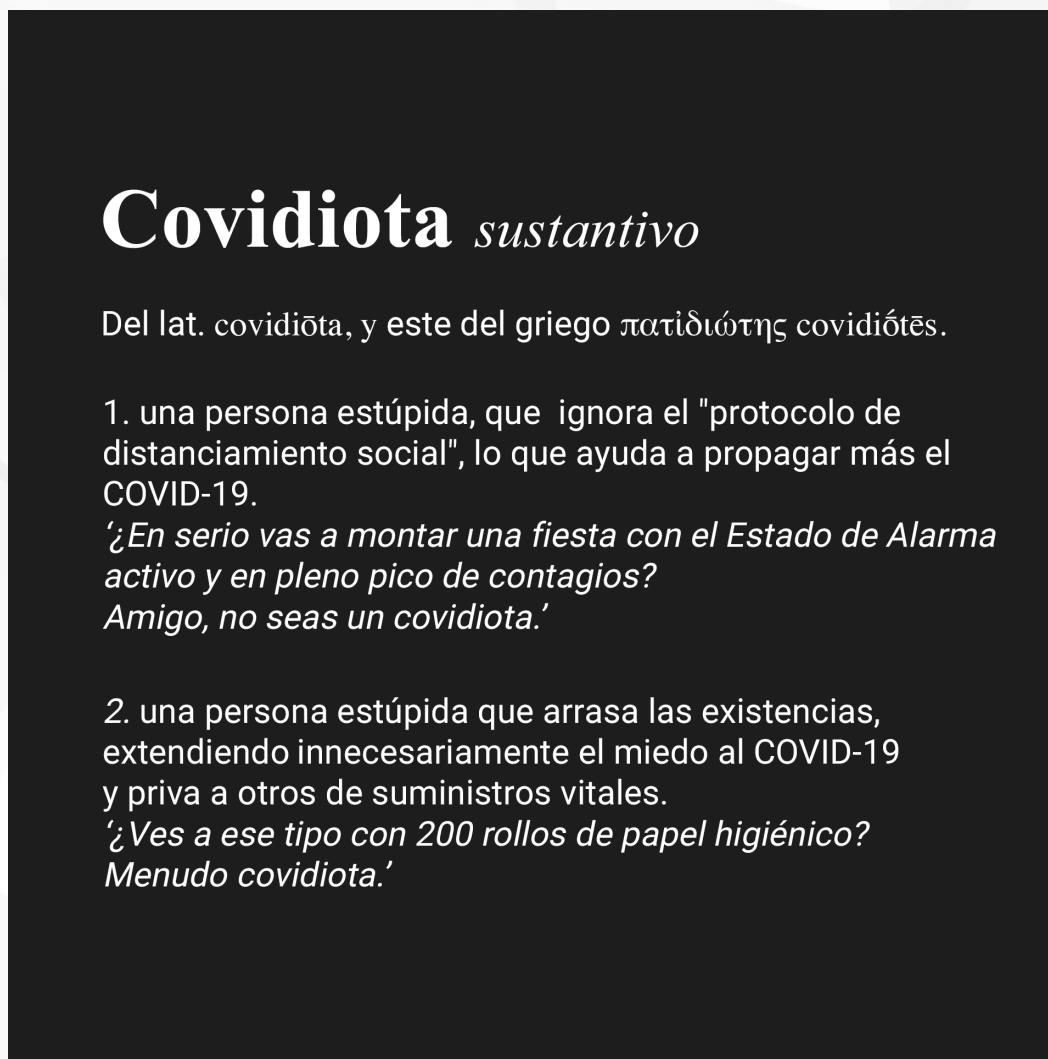 Covidiota sustantivo
Del lat. covidiōta, y este del griego πατἰδιώτης covidiṓtēs.
1. una persona estúpida, que  ignora el "protocolo de
distanciamiento social", lo que ayuda a propagar más el
COVID-19.
‘¿En serio vas a montar una fiesta con el Estado de Alarma
activo y en pleno pico de contagios?
Amigo, no seas un covidiota.’
2. una persona estúpida que arrasa las existencias,
extendiendo innecesariamente el miedo al COVID-19
y priva a otros de suministros vitales.
‘¿Ves a ese tipo con 200 rollos de papel higiénico?
Menudo covidiota.’